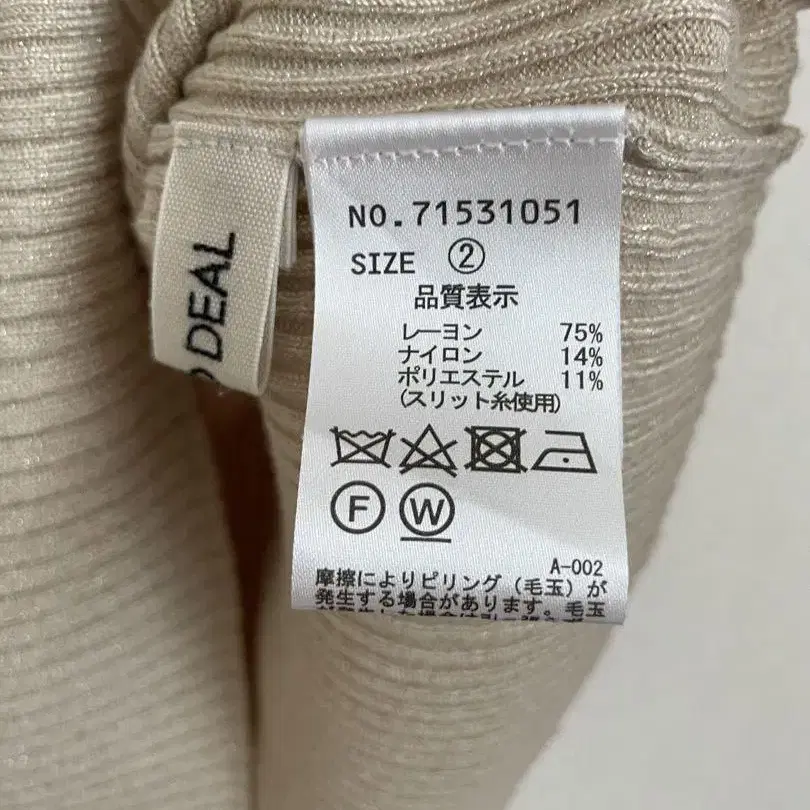 DEAL
NO.71531051
SIZE ②
品質表示
レーヨン 75%
ナイロン 14%
ポリエステル 11%
(スリット糸使用)
F W
A-002
摩擦によりピリング(毛玉)が
発生する場合があります。毛玉